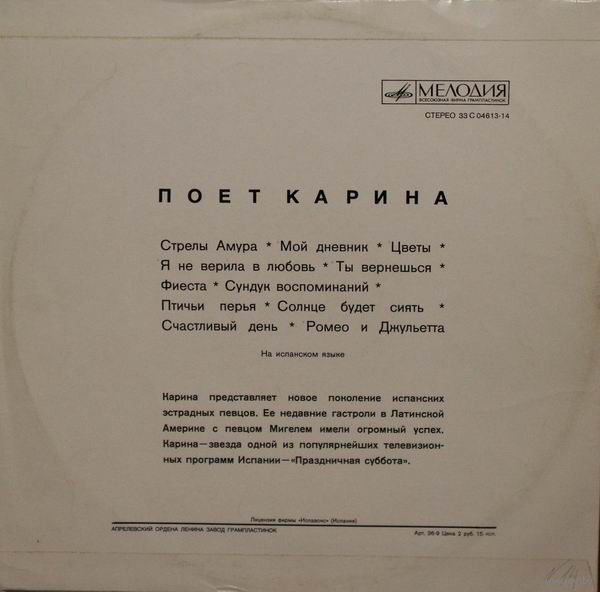 МЕЛОДИЯ
ВСЕСОЮЗНАЯ ФИРМА ГРАМПЛАСТИНОК
СТЕРЕО 33 С 04613-14
ПОЕТ КАРИНА
Стрелы Амура * Мой дневник * Цветы *
Я не верила в любовь * Ты вернешься *
Фиеста * Сундук воспоминаний *
Птичьи перья * Солнце будет сиять *
Счастливый день * Ромео и Джульетта
На испанском языке
Карина представляет новое поколение испанских
эстрадных певцов. Ее недавние гастроли в Латинской
Америке с певцом Мигелем имели огромный успех.
Карина—звезда одной из популярнейших телевизион-
ных программ Испании—«Праздничная суббота».
Лицензия фирмы «Испавокс» (Испания)
АПРЕЛЕВСКИЙ ОРДЕНА ЛЕНИНА ЗАВОД ГРАМПЛАСТИНОК
Арт. 36-9 Цена 2 руб. 15 коп.